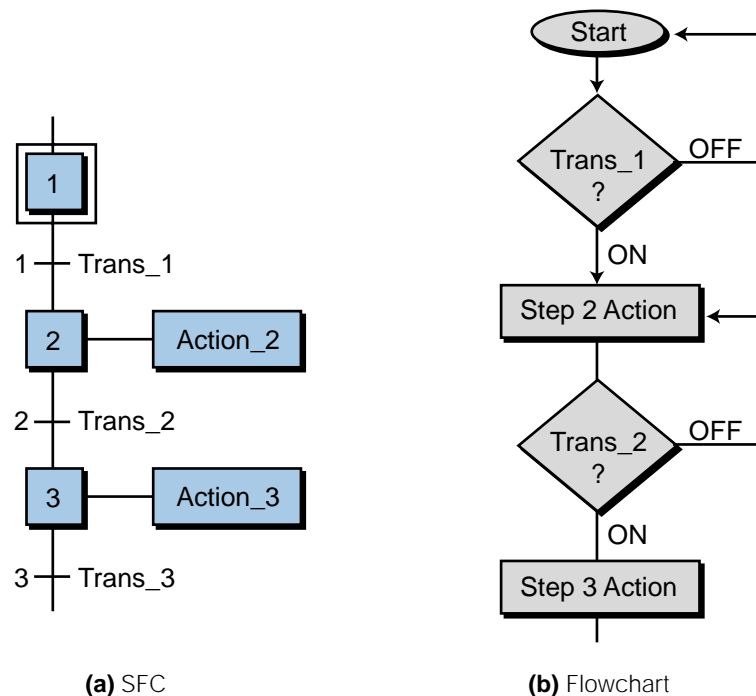 1
1 Trans_1
2 Action_2
2 Trans_2
3 Action_3
3 Trans_3
(a) SFC
Start
Trans_1
?
OFF
ON
Step 2 Action
Trans_2
?
OFF
ON
Step 3 Action
(b) Flowchart